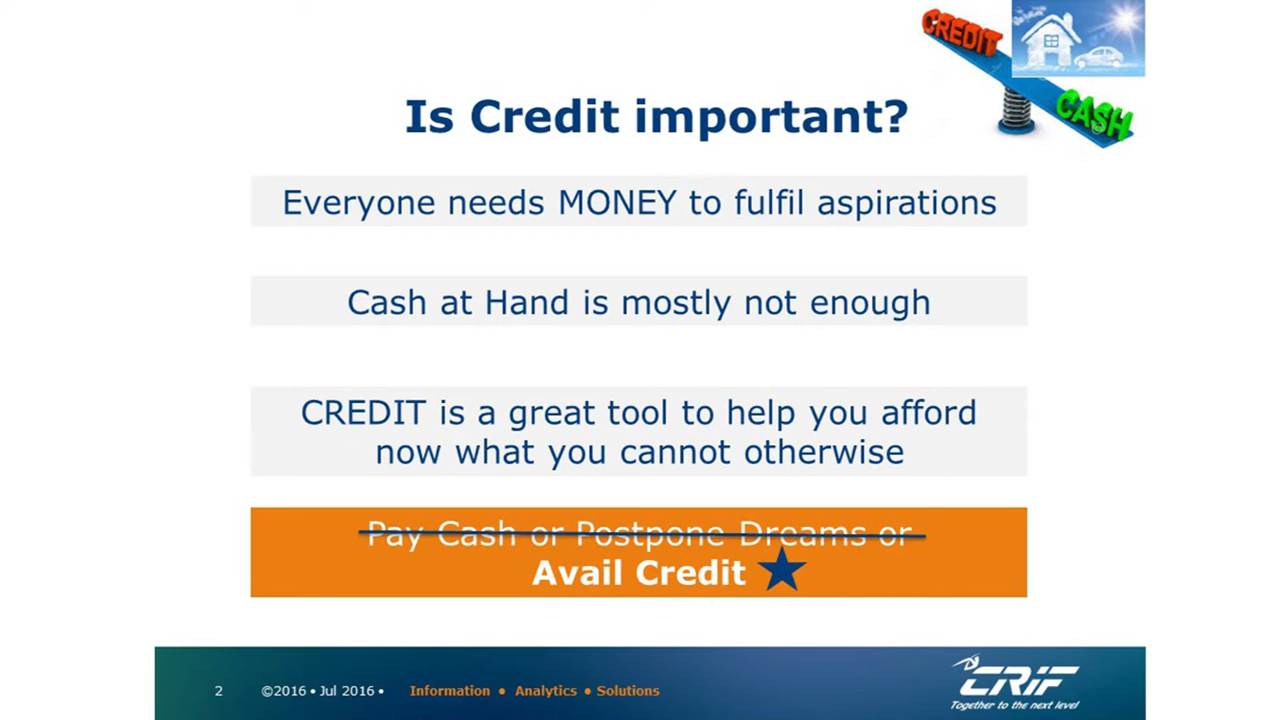 CREDIT
CASH
Is Credit important?
Everyone needs MONEY to fulfil aspirations
Cash at Hand is mostly not enough
CREDIT is a great tool to help you afford
now what you cannot otherwise
Pay Cash or Postpone Dreams or
Avail Credit
2 ©2016 • Jul 2016 • Information • Analytics • Solutions
CRIF
Together to the next level